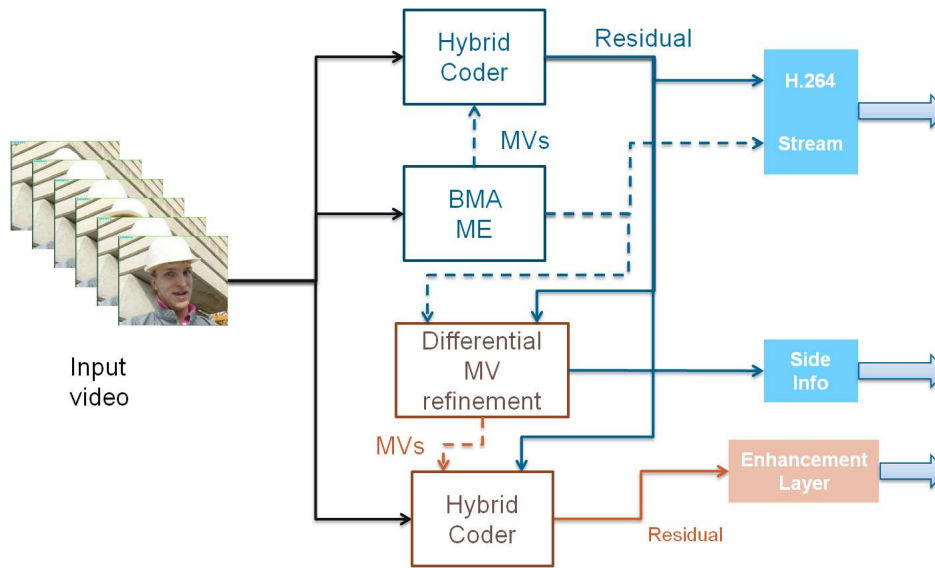 Hybrid
Coder
Residual
H.264
Stream
MVs
BMA
ME
Input
video
Differential
MV
refinement
Side
Info
MVs
Enhancement
Layer
Hybrid
Coder
Residual